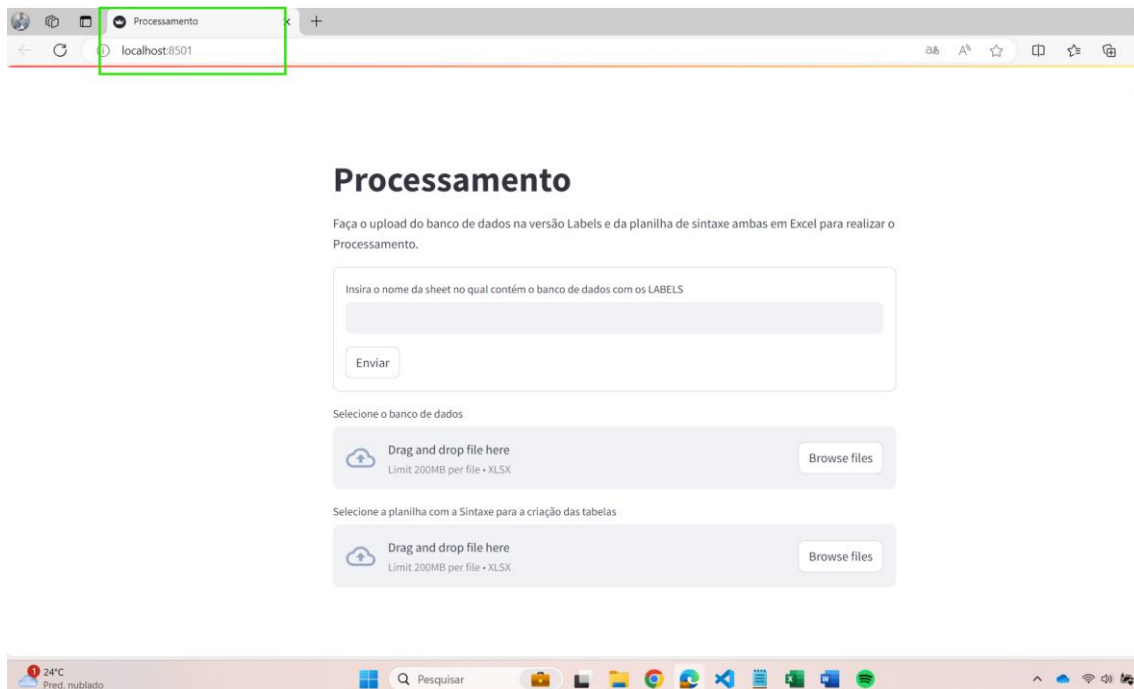 Processamento
localhost:8501
Processamento
Faça o upload do banco de dados na versão Labels e da planilha de sintaxe ambas em Excel para realizar o
Processamento.
Insira o nome da sheet no qual contém o banco de dados com os LABELS
Enviar
Selecione o banco de dados
Drag and drop file here
Limit 200MB per file • XLSX
Browse files
Selecione a planilha com a Sintaxe para a criação das tabelas
Drag and drop file here
Limit 200MB per file • XLSX
Browse files
1
24°C
Pred. nublado
Pesquisar